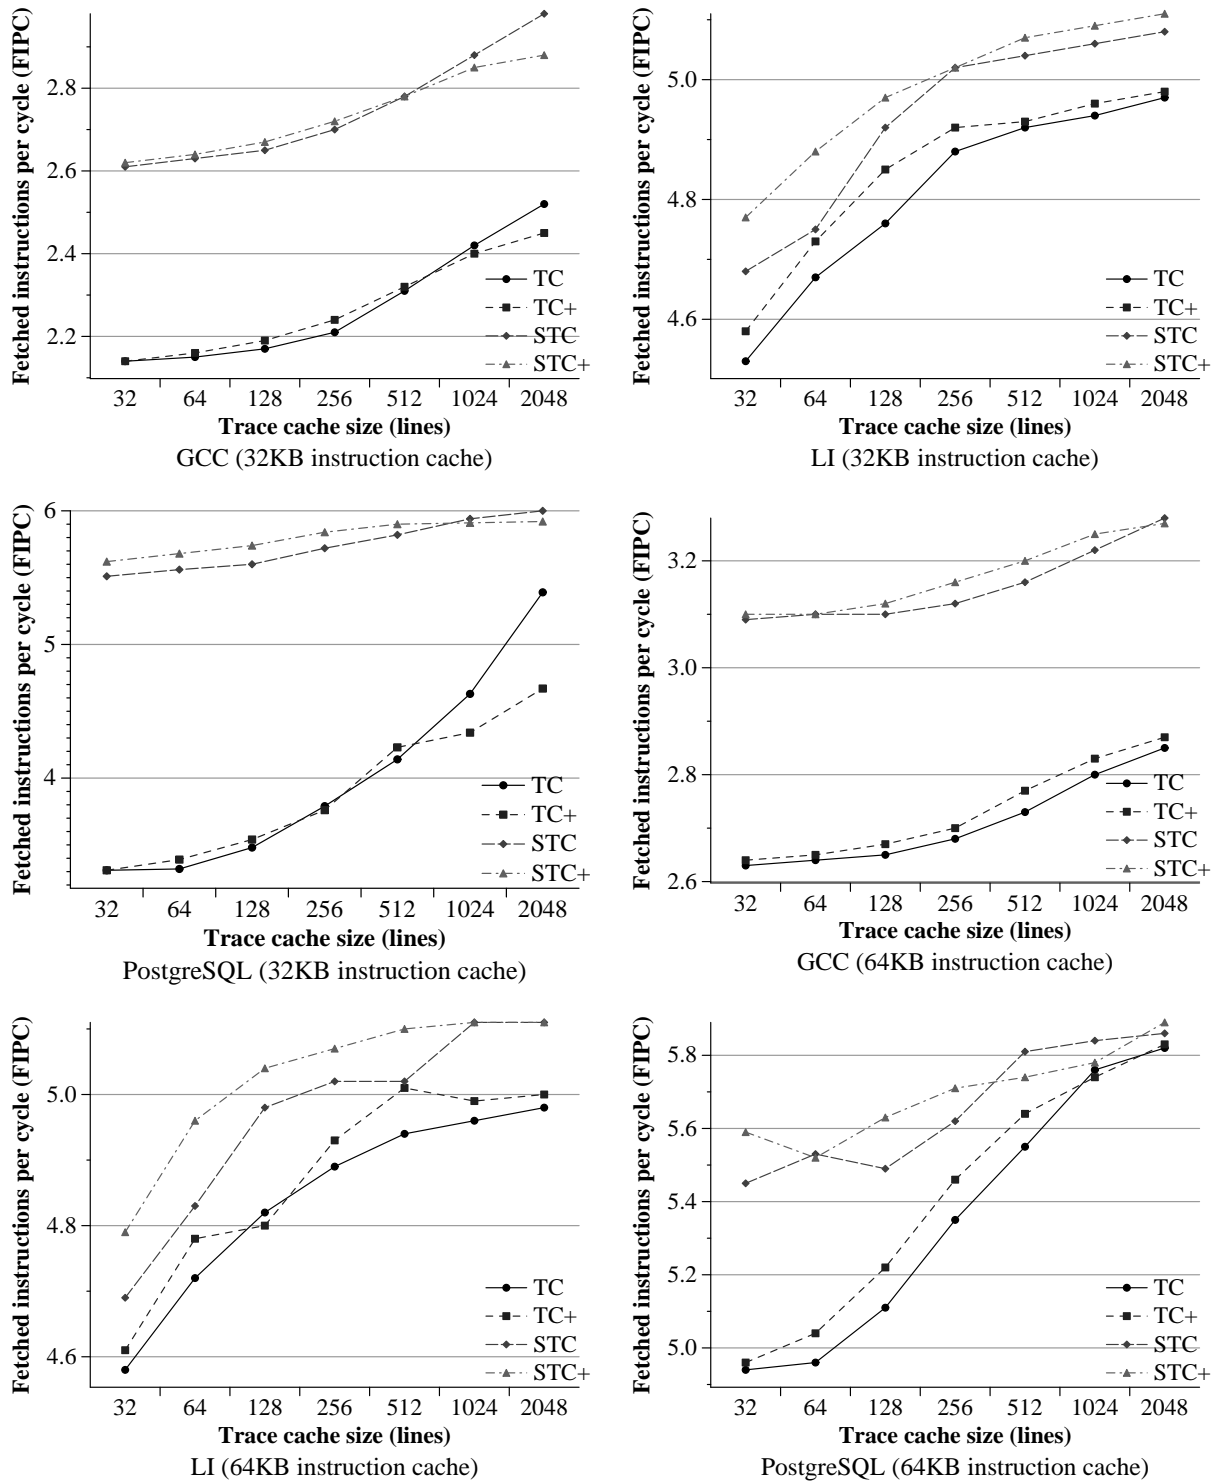 Fetched instructions per cycle (FIPC)
2.8
2.6
2.4
2.2
TC
TC+
STC
STC+
32 64 128 256 512 1024 2048
Trace cache size (lines)
GCC (32KB instruction cache)
Fetched instructions per cycle (FIPC)
5.0
4.8
4.6
TC
TC+
STC
STC+
32 64 128 256 512 1024 2048
Trace cache size (lines)
LI (32KB instruction cache)
Fetched instructions per cycle (FIPC)
6
5
4
TC
TC+
STC
STC+
32 64 128 256 512 1024 2048
Trace cache size (lines)
PostgreSQL (32KB instruction cache)
Fetched instructions per cycle (FIPC)
3.2
3.0
2.8
2.6
TC
TC+
STC
STC+
32 64 128 256 512 1024 2048
Trace cache size (lines)
GCC (64KB instruction cache)
Fetched instructions per cycle (FIPC)
5.0
4.8
4.6
TC
TC+
STC
STC+
32 64 128 256 512 1024 2048
Trace cache size (lines)
LI (64KB instruction cache)
Fetched instructions per cycle (FIPC)
5.8
5.6
5.4
5.2
5.0
TC
TC+
STC
STC+
32 64 128 256 512 1024 2048
Trace cache size (lines)
PostgreSQL (64KB instruction cache)